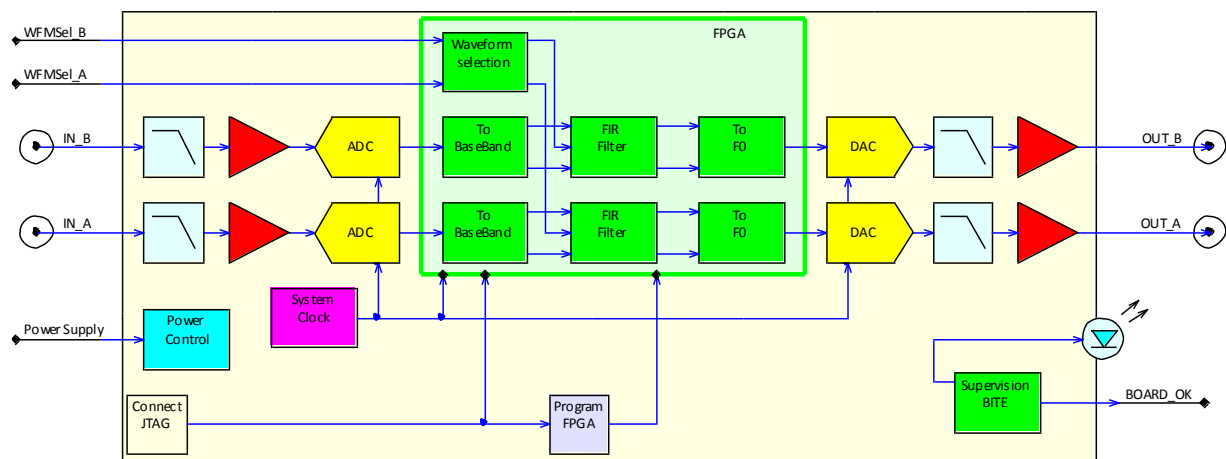 WFMSel_B
Waveform
selection
FPGA
WFMSel_A
IN_B
ADC
To
BaseBand
FIR
Filter
To
F0
DAC
OUT_B
IN_A
ADC
To
BaseBand
FIR
Filter
To
F0
DAC
OUT_A
System
Clock
Power Supply
Power
Control
Connect
JTAG
Program
FPGA
Supervision
BITE
BOARD_OK